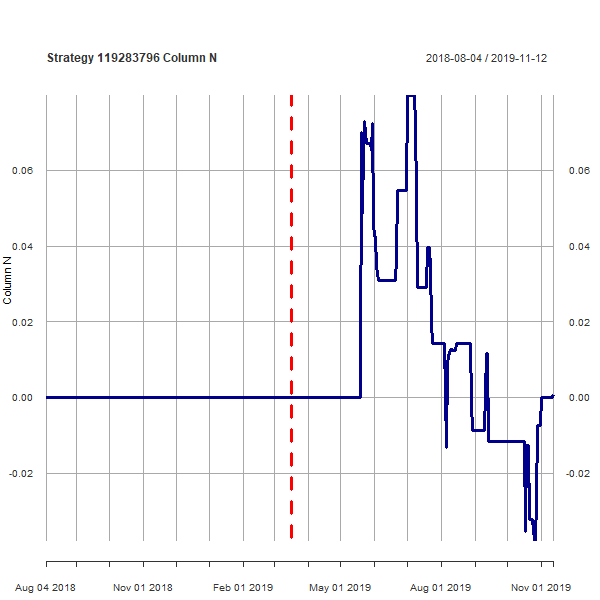 Strategy 119283796 Column N
2018-08-04 / 2019-11-12
Column N
0.06
0.04
0.02
0.00
-0.02
0.06
0.04
0.02
0.00
-0.02
Aug 04 2018
Nov 01 2018
Feb 01 2019
May 01 2019
Aug 01 2019
Nov 01 2019